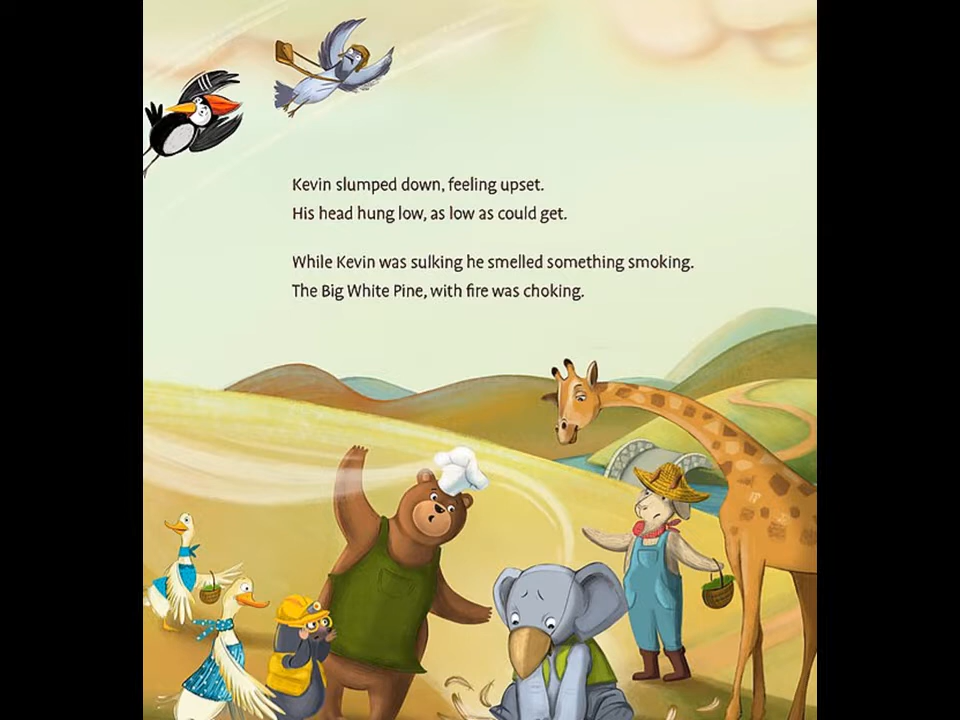 Kevin slumped down, feeling upset.
His head hung low, as low as could get.
While Kevin was sulking he smelled something smoking.
The Big White Pine, with fire was choking.